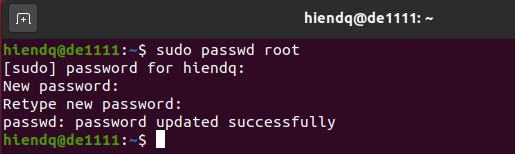 hiendq@de1111: ~
hiendq@de1111:~$ sudo passwd root
[sudo] password for hiendq:
New password:
Retype new password:
passwd: password updated successfully
hiendq@de1111:~$